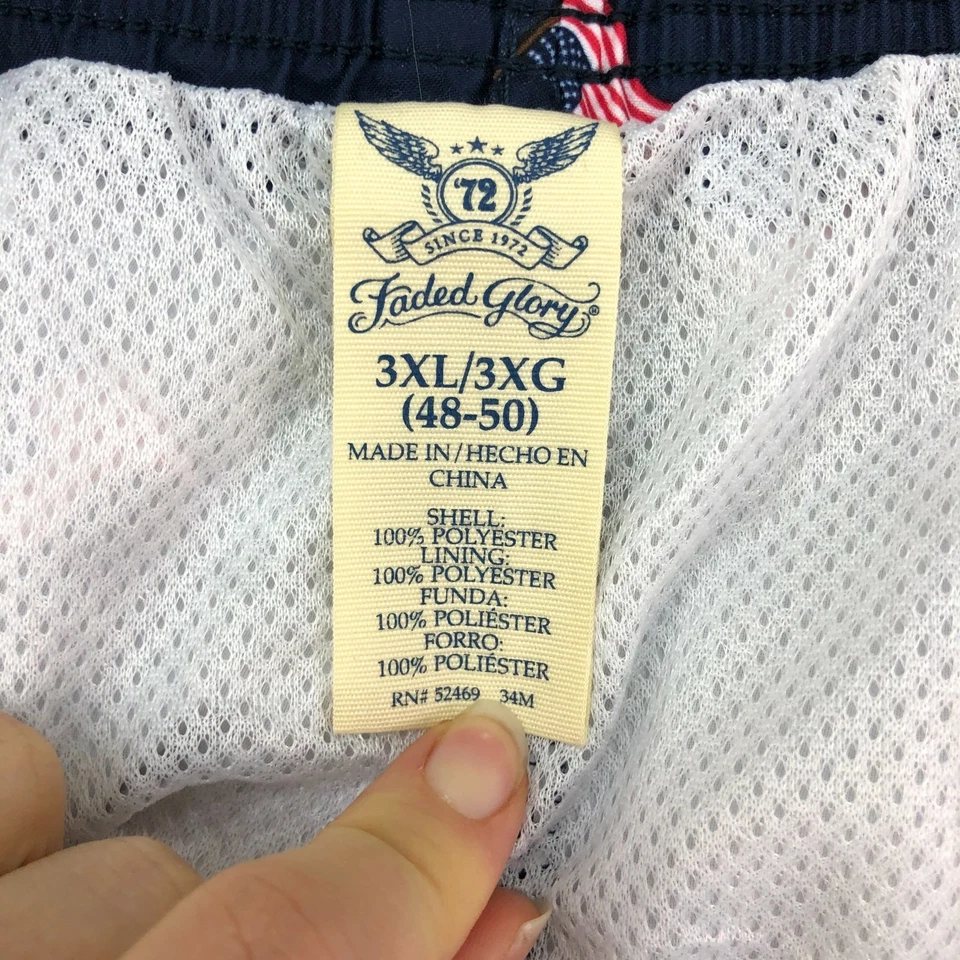 '72
SINCE 1972
Faded Glory®
3XL/3XG
(48-50)
MADE IN/HECHO EN
CHINA
SHELL:
100% POLYESTER
LINING:
100% POLYESTER
FUNDA:
100% POLIÉSTER
FORRO:
100% POLIÉSTER
RN# 52469 34M